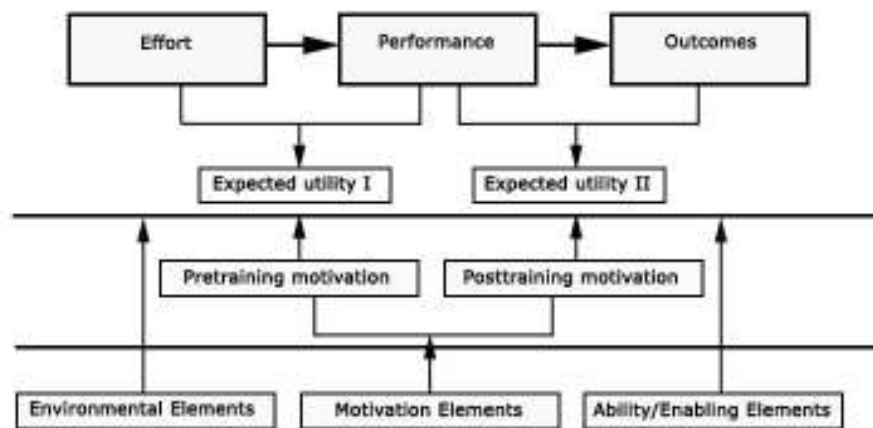 Effort
Performance
Outcomes
Expected utility I
Expected utility II
Pretraining motivation
Posttraining motivation
Environmental Elements
Motivation Elements
Ability/Enabling Elements